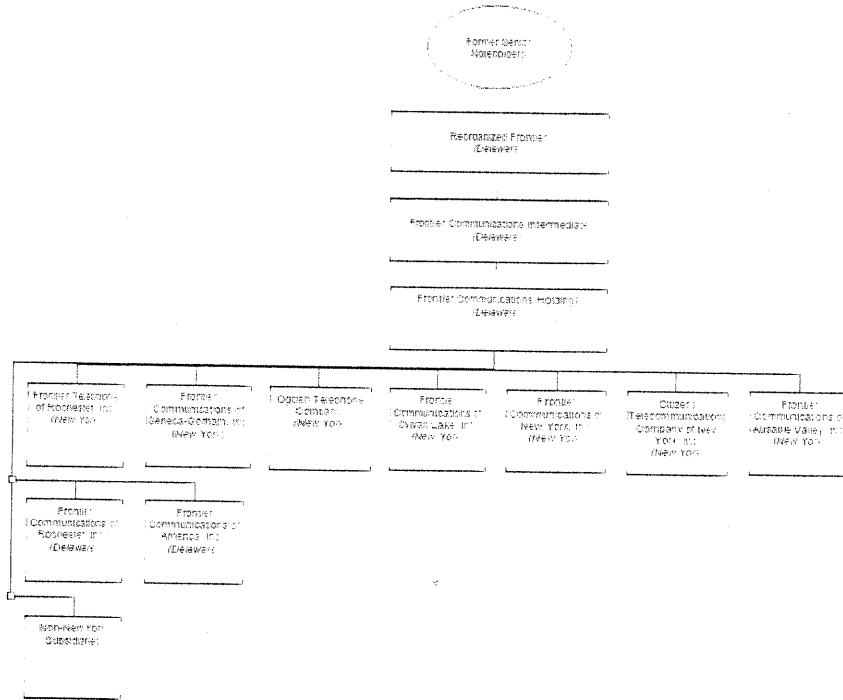 Former Senior
Noteholders
Reorganized Frontier
(Delaware
Frontier Communications Intermediate
(Delaware
Frontier Communications Holdings
(Delaware
Frontier Telephone
of Rochester, Inc
(New York
Frontier
Communications of
Seneca-Gorham, Inc
(New York)
Ogden Telephone
Company
(New York
Frontier
Communications of
Sylvan Lake, Inc
(New York
Frontier
Communications of
New York, Inc
(New York
Citizens
Telecommunications
Company of New
York, Inc
(New York
Frontier
Communications of
Ausable Valley, Inc
(New York
Frontier
Communications of
Rochester, Inc
(Delaware
Frontier
Communications of
America, Inc
(Delaware
Non-New York
Subsidiaries